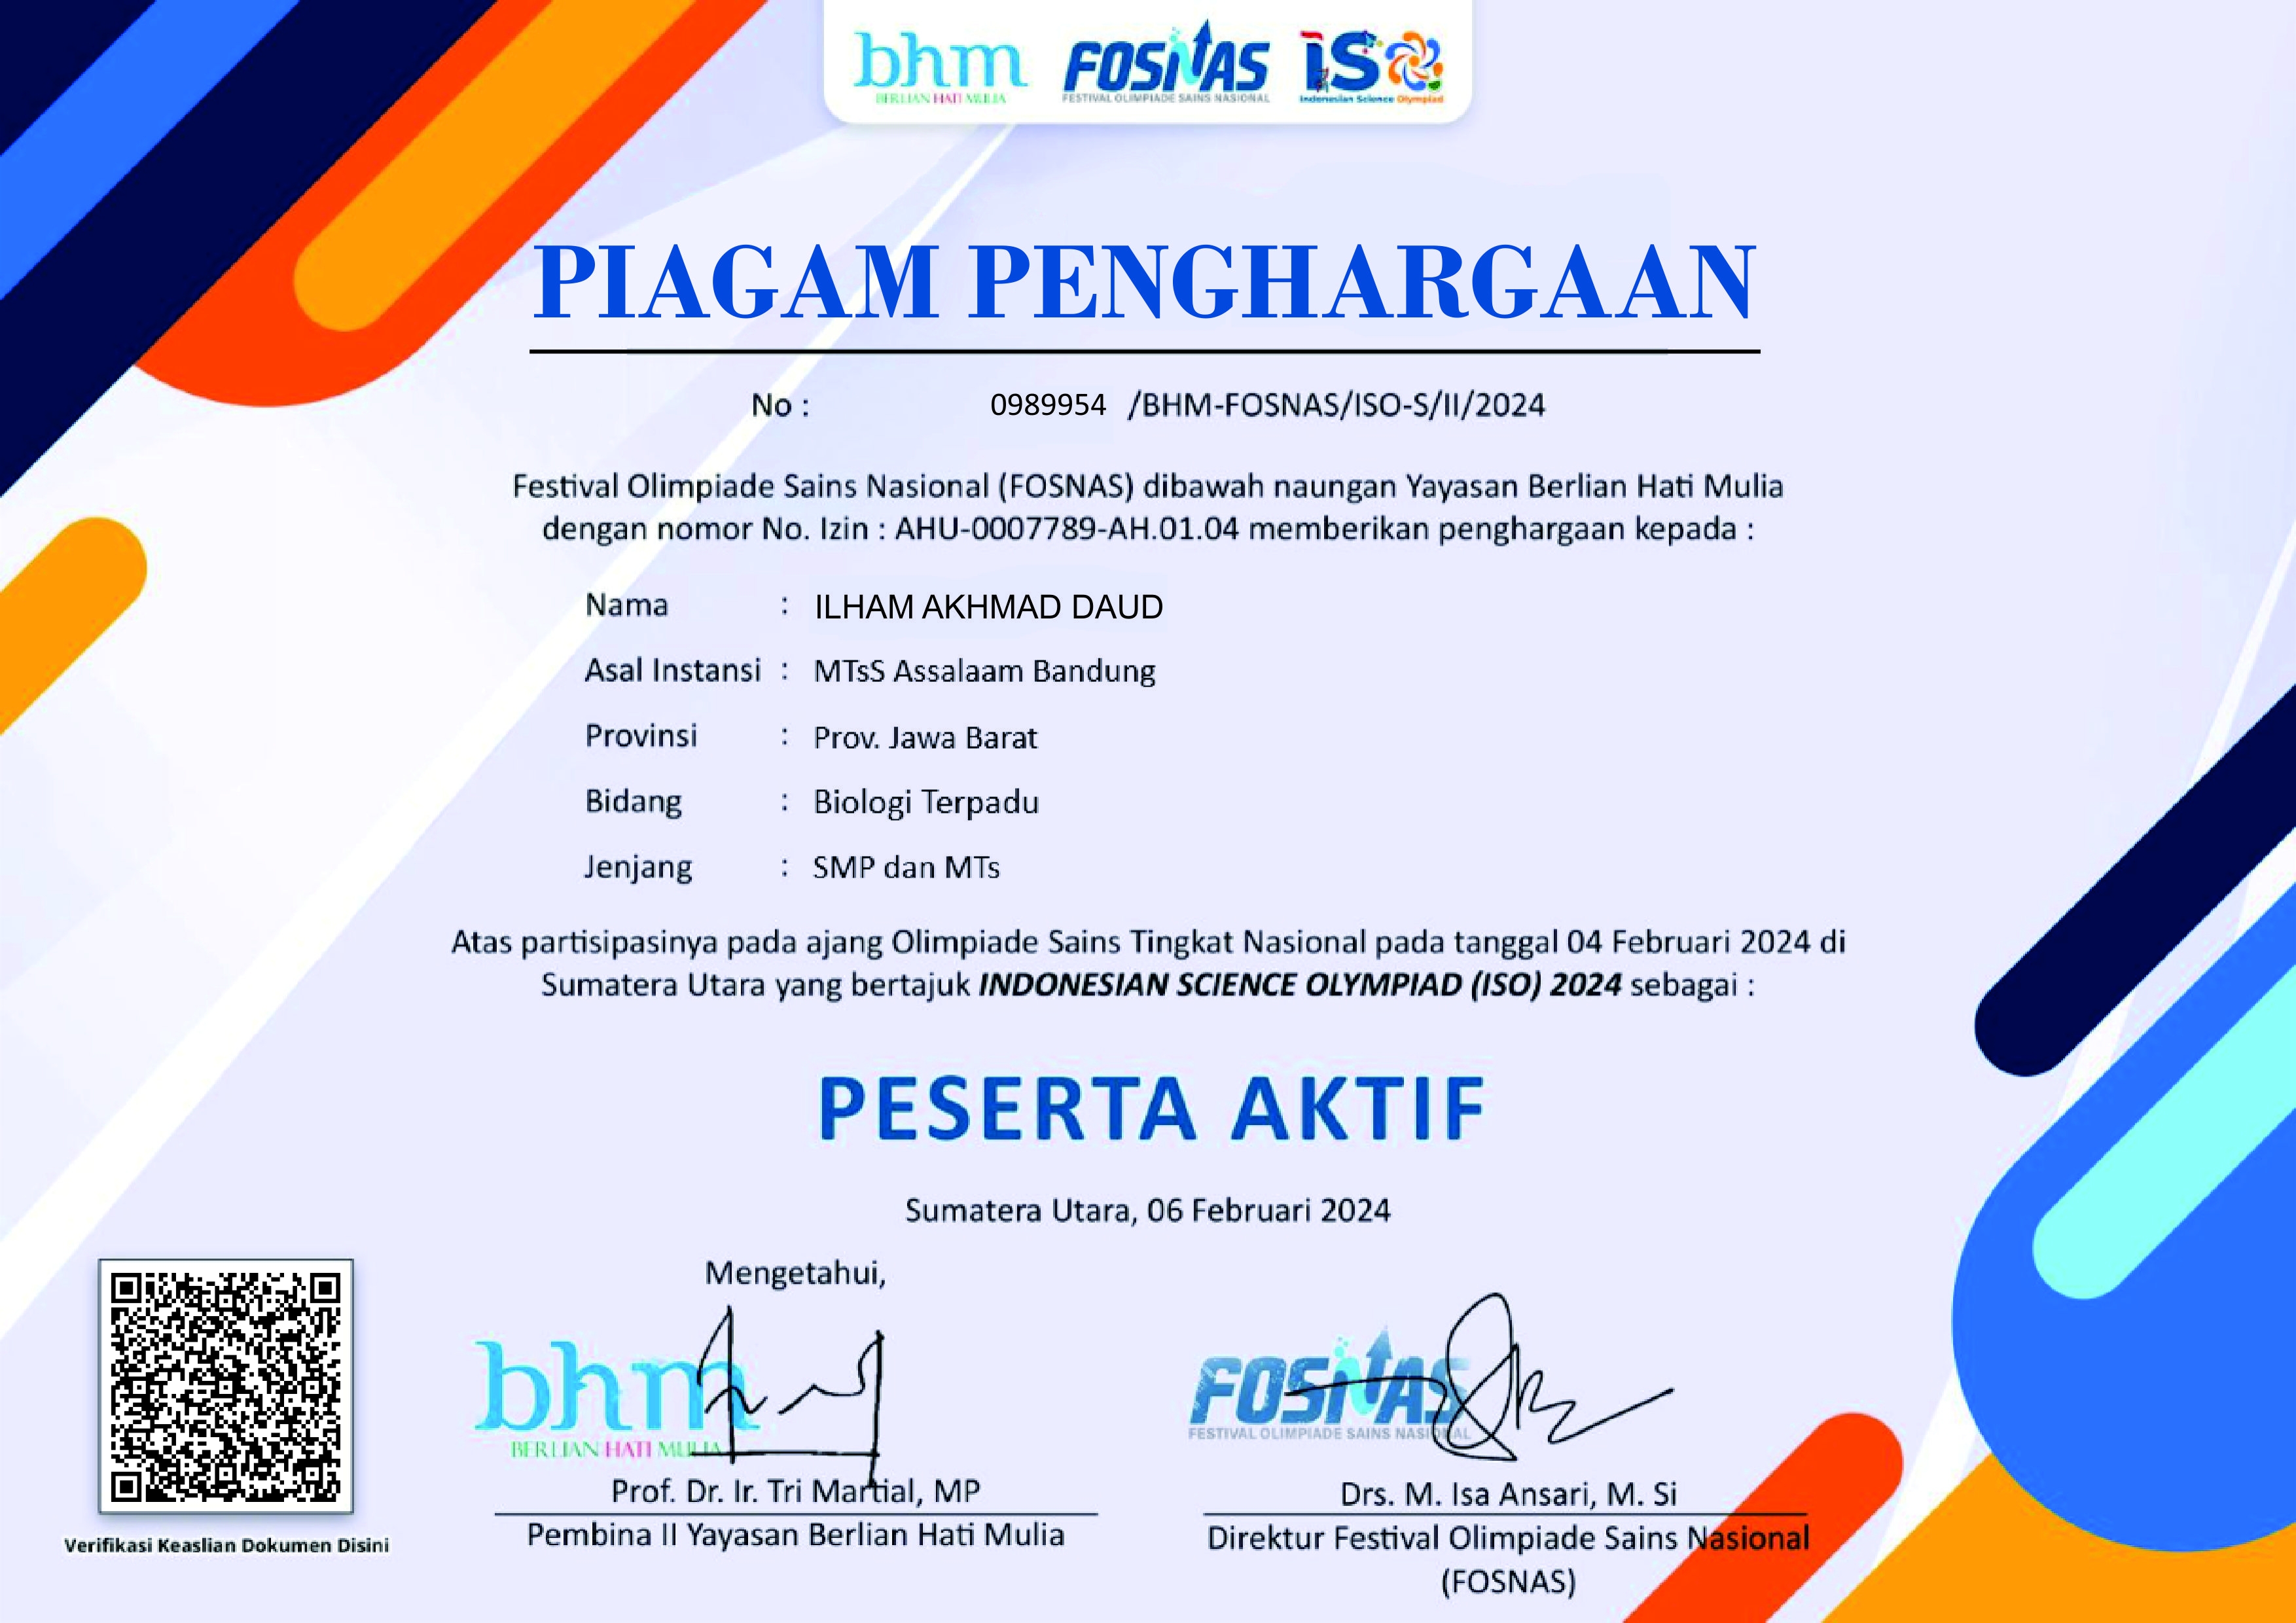 bhm
BERLIAN HATI MULIA
FOSNAS
FESTIVAL OLIMPIADE SAINS NASIONAL
ISO
Indonesian Science Olympiad
PIAGAM PENGHARGAAN
No : 0989954 /BHM-FOSNAS/ISO-S/II/2024
Festival Olimpiade Sains Nasional (FOSNAS) dibawah naungan Yayasan Berlian Hati Mulia
dengan nomor No. Izin : AHU-0007789-AH.01.04 memberikan penghargaan kepada :
Nama : ILHAM AKHMAD DAUD
Asal Instansi : MTsS Assalaam Bandung
Provinsi : Prov. Jawa Barat
Bidang : Biologi Terpadu
Jenjang : SMP dan MTs
Atas partisipasinya pada ajang Olimpiade Sains Tingkat Nasional pada tanggal 04 Februari 2024 di
Sumatera Utara yang bertajuk INDONESIAN SCIENCE OLYMPIAD (ISO) 2024 sebagai :
PESERTA AKTIF
Sumatera Utara, 06 Februari 2024
Mengetahui,
bhm
BERLIAN HATI MULIA
Prof. Dr. Ir. Tri Martial, MP
Pembina II Yayasan Berlian Hati Mulia
FOSNAS
FESTIVAL OLIMPIADE SAINS NASIONAL
Drs. M. Isa Ansari, M. Si
Direktur Festival Olimpiade Sains Nasional
(FOSNAS)
Verifikasi Keaslian Dokumen Disini